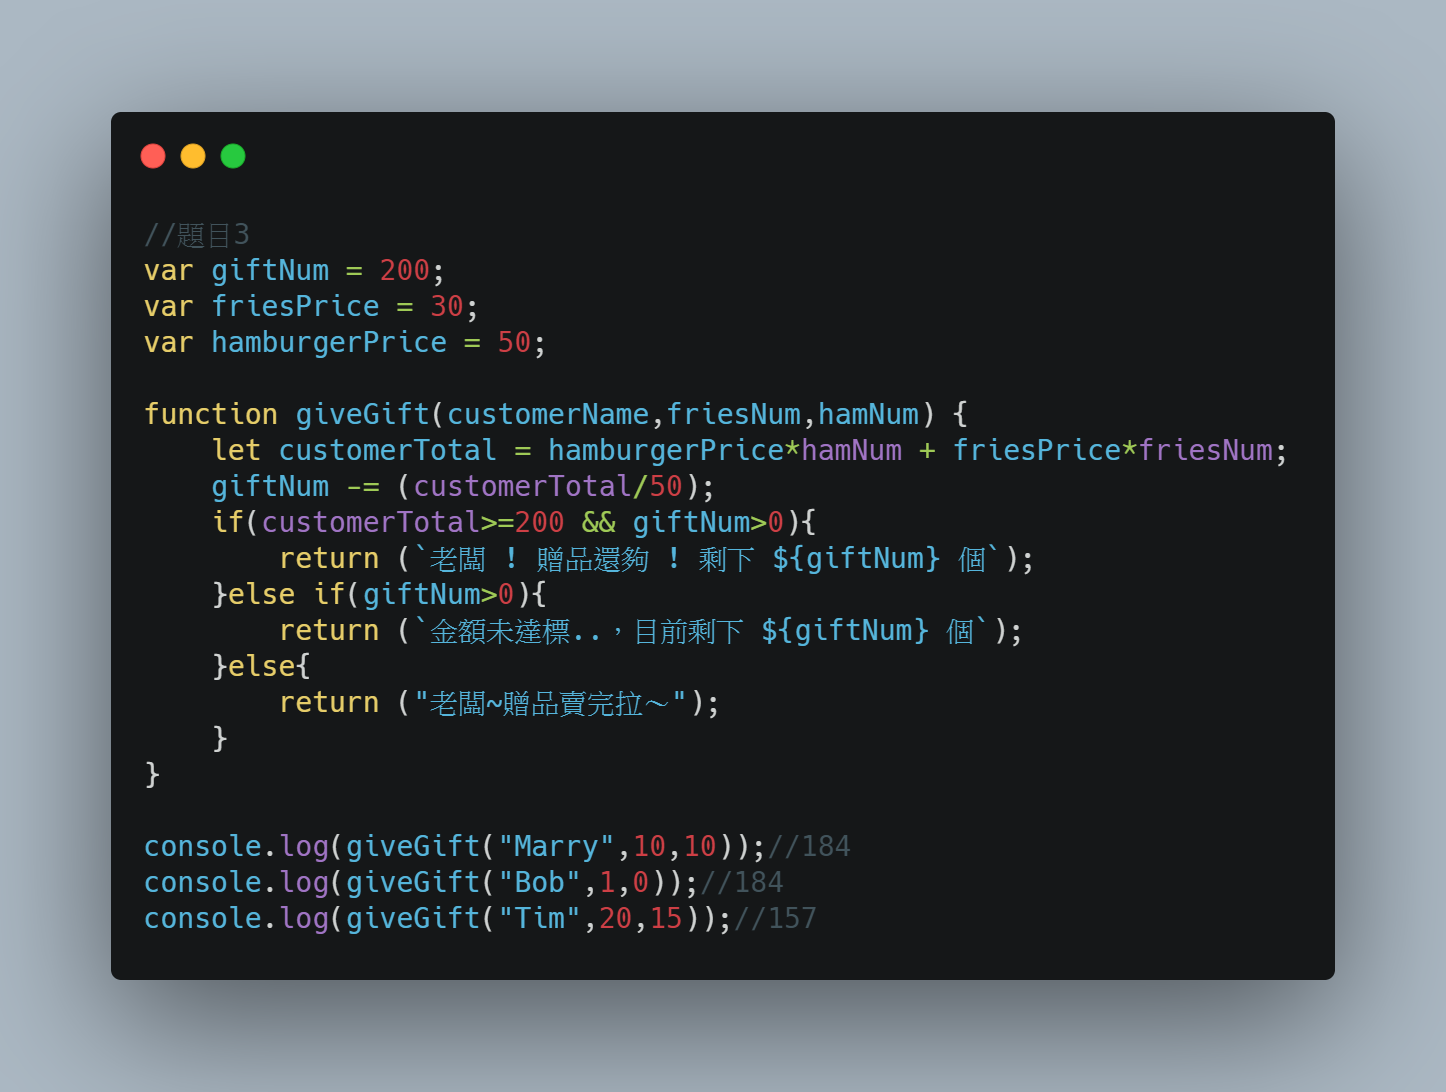 //題目3
var giftNum = 200;
var friesPrice = 30;
var hamburgerPrice = 50;
function giveGift(customerName,friesNum,hamNum) {
let customerTotal = hamburgerPrice*hamNum + friesPrice*friesNum;
giftNum -= (customerTotal/50);
if(customerTotal>=200 && giftNum>0){
return (`老闆 ! 贈品還夠 ! 剩下 ${giftNum} 個`);
}else if(giftNum>0){
return (`金額未達標..，目前剩下 ${giftNum} 個`);
}else{
return ("老闆~贈品賣完拉～");
}
}
console.log(giveGift("Marry",10,10));//184
console.log(giveGift("Bob",1,0));//184
console.log(giveGift("Tim",20,15));//157